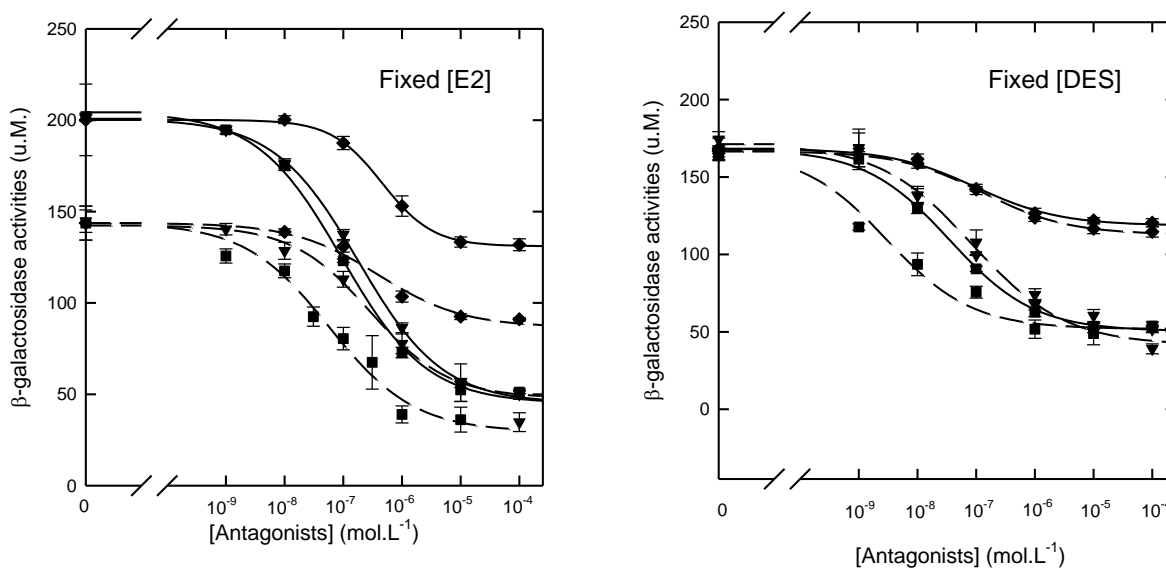 Fixed [E2]
β-galactosidase activities (u.M.)
250
200
150
100
50
0
0 10-9 10-8 10-7 10-6 10-5 10-4
[Antagonists] (mol.L-1)
Fixed [DES]
β-galactosidase activities (u.M.)
250
200
150
100
50
0
0 10-9 10-8 10-7 10-6 10-5 10-4
[Antagonists] (mol.L-1)